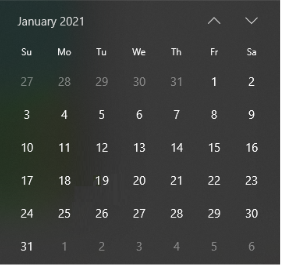 January 2021
Su Mo Tu We Th Fr Sa
27 28 29 30 31 1 2
3 4 5 6 7 8 9
10 11 12 13 14 15 16
17 18 19 20 21 22 23
24 25 26 27 28 29 30
31 1 2 3 4 5 6